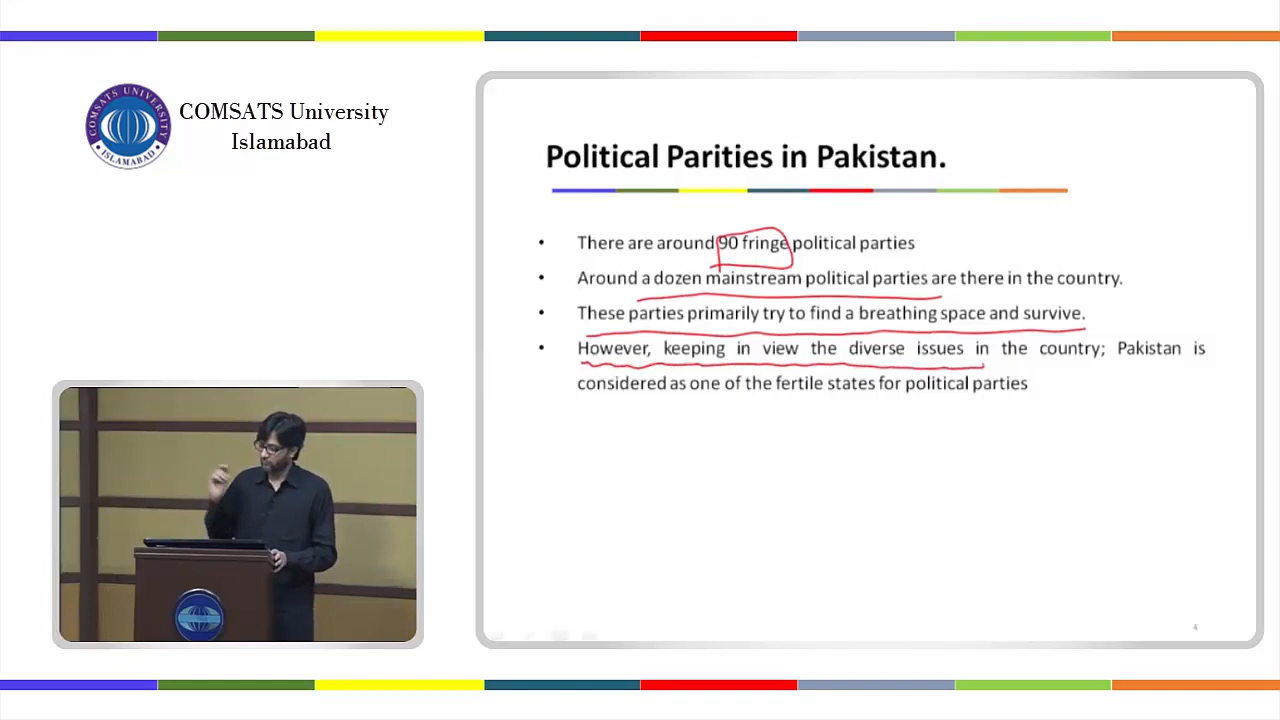 COMSATS UNIVERSITY
ISLAMABAD
COMSATS University
Islamabad
Political Parities in Pakistan.
• There are around 90 fringe political parties
• Around a dozen mainstream political parties are there in the country.
• These parties primarily try to find a breathing space and survive.
• However, keeping in view the diverse issues in the country; Pakistan is
considered as one of the fertile states for political parties
4